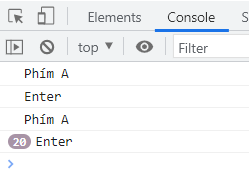 Elements Console S
top Filter
Phím A
Enter
Phím A
20 Enter